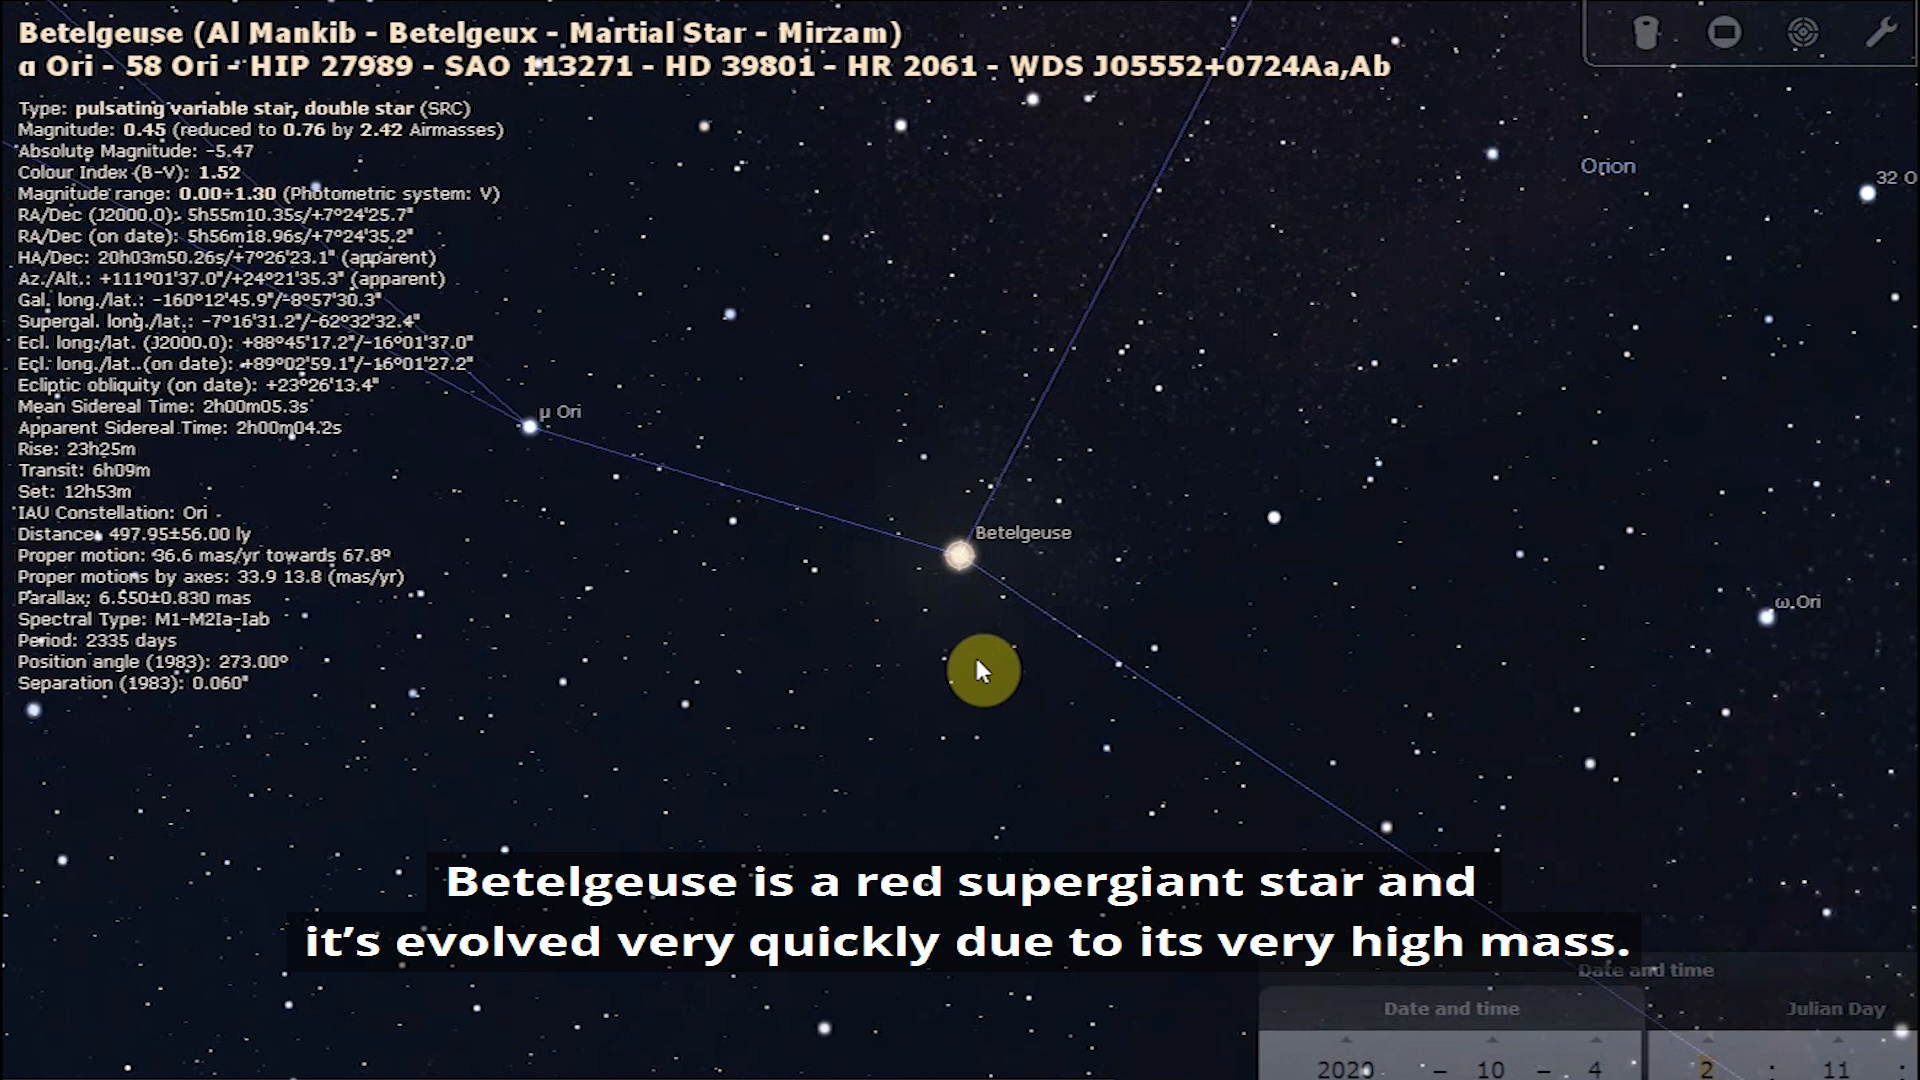 Betelgeuse (Al Mankib - Betelgeux - Martial Star - Mirzam)
α Ori - 58 Ori - HIP 27989 - SAO 113271 - HD 39801 - HR 2061 - WDS J05552+0724Aa,Ab
Type: pulsating variable star, double star (SRC)
Magnitude: 0.45 (reduced to 0.76 by 2.42 Airmasses)
Absolute Magnitude: -5.47
Colour Index (B-V): 1.52
Magnitude range: 0.00÷1.30 (Photometric system: V)
RA/Dec (J2000.0): 5h55m10.35s/+7°24'25.7"
RA/Dec (on date): 5h56m18.96s/+7°24'35.2"
HA/Dec: 20h03m50.26s/+7°26'23.1" (apparent)
Az./Alt.: +111°01'37.0"/+24°21'35.3" (apparent)
Gal. long./lat.: -160°12'45.9"/-8°57'30.3"
Supergal. long./lat.: -7°16'31.2"/-62°32'32.4"
Ecl. long./lat. (J2000.0): +88°45'17.2"/-16°01'37.0"
Ecl. long./lat. (on date): +89°02'59.1"/-16°01'27.2"
Ecliptic obliquity (on date): +23°26'13.4"
Mean Sidereal Time: 2h00m05.3s
Apparent Sidereal Time: 2h00m04.2s
Rise: 23h25m
Transit: 6h09m
Set: 12h53m
IAU Constellation: Ori
Distance: 497.95±56.00 ly
Proper motion: 36.6 mas/yr towards 67.8°
Proper motions by axes: 33.9 13.8 (mas/yr)
Parallax: 6.550±0.830 mas
Spectral Type: M1-M2Ia-Iab
Period: 2335 days
Position angle (1983): 273.00°
Separation (1983): 0.060"
Orion
32 O
μ Ori
Betelgeuse
ω Ori
Betelgeuse is a red supergiant star and
it's evolved very quickly due to its very high mass.
Date and time
Date and time
Julian Day
2020 - 10 - 4
2 : 11 :